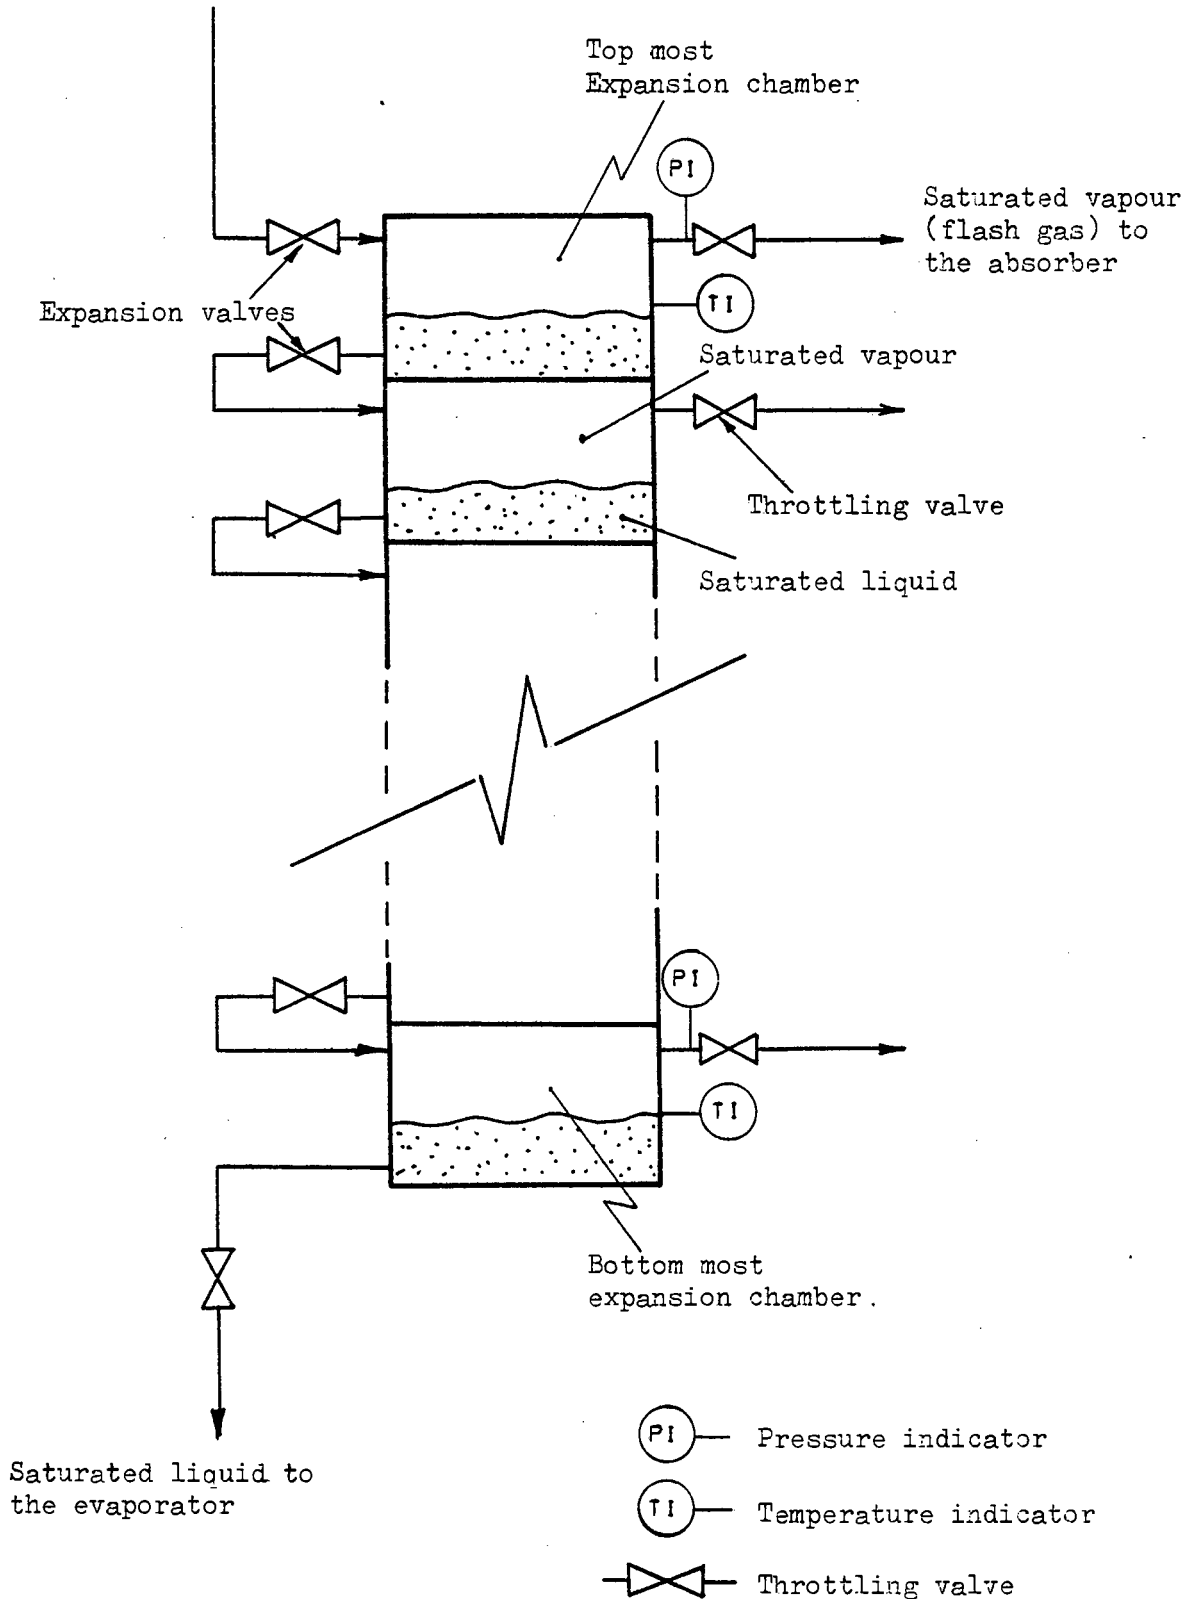 Top most
Expansion chamber
PI
Saturated vapour
(flash gas) to
the absorber
TI
Expansion valves
Saturated vapour
Throttling valve
Saturated liquid
PI
TI
Bottom most
expansion chamber.
Saturated liquid to
the evaporator
PI Pressure indicator
TI Temperature indicator
Throttling valve